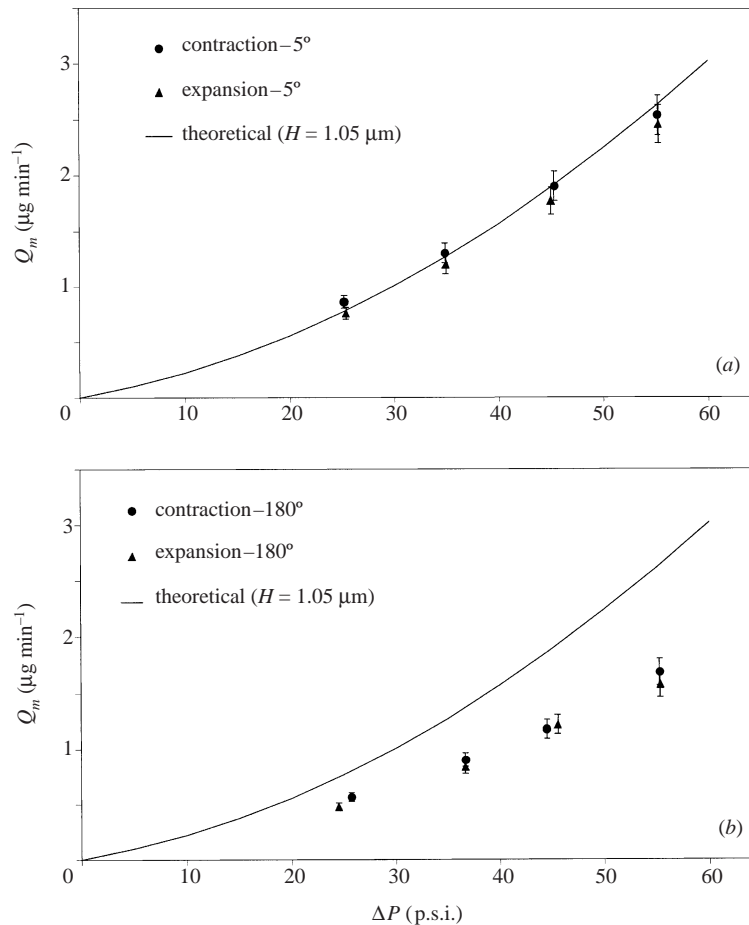 3
2
1
0
10
20
30
40
50
60
Q_m (µg min⁻¹)
contraction–5º
expansion–5º
theoretical (H = 1.05 µm)
(a)
3
2
1
0
10
20
30
40
50
60
Q_m (µg min⁻¹)
contraction–180º
expansion–180º
theoretical (H = 1.05 µm)
(b)
ΔP (p.s.i.)